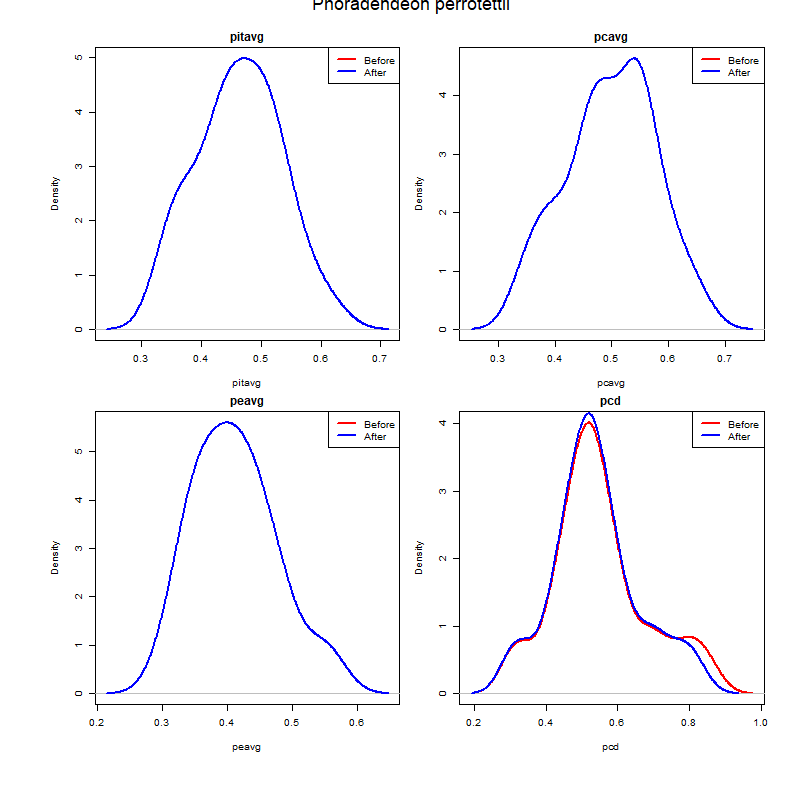 Phoradendeon perrotettii
pitavg
Before
After
Density
0 1 2 3 4 5
0.3 0.4 0.5 0.6 0.7
pitavg
pcavg
Before
After
Density
0 1 2 3 4
0.3 0.4 0.5 0.6 0.7
pcavg
peavg
Before
After
Density
0 1 2 3 4 5
0.2 0.3 0.4 0.5 0.6
peavg
pcd
Before
After
Density
0 1 2 3 4
0.2 0.4 0.6 0.8 1.0
pcd